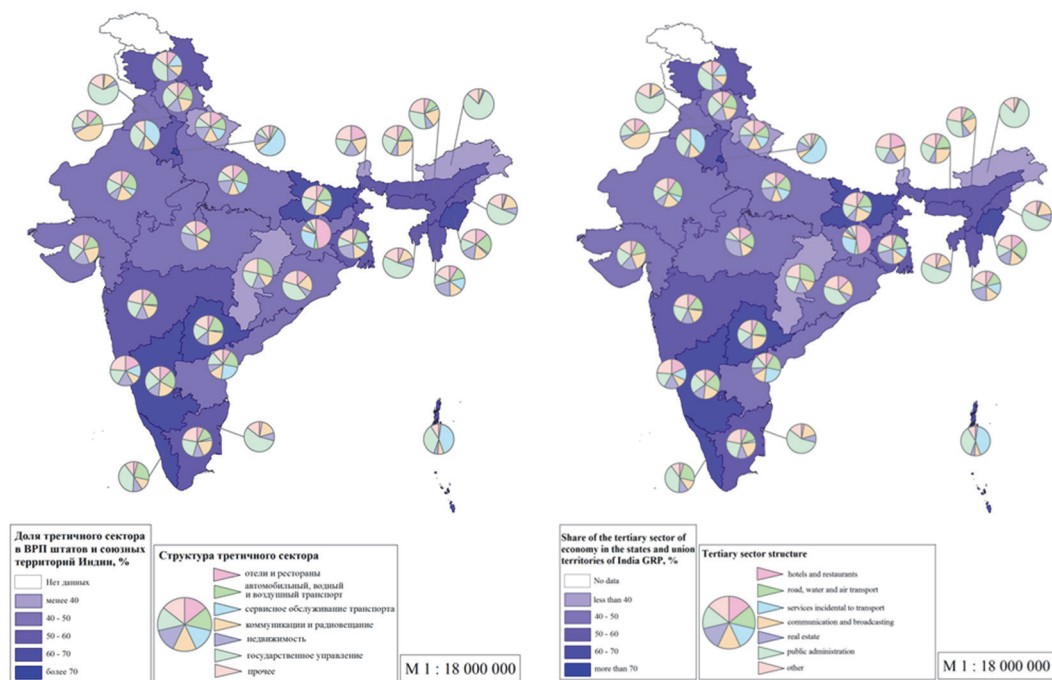 Доля третичного сектора
в ВРП штатов и союзных
территорий Индии, %
Нет данных
менее 40
40 - 50
50 - 60
60 - 70
более 70
Структура третичного сектора
отели и рестораны
автомобильный, водный
и воздушный транспорт
сервисное обслуживание транспорта
коммуникации и радиовещание
недвижимость
государственное управление
прочее
М 1 : 18 000 000
Share of the tertiary sector of
economy in the states and union
territories of India GRP, %
No data
less than 40
40 - 50
50 - 60
60 - 70
more than 70
Tertiary sector structure
hotels and restaurants
road, water and air transport
services incidental to transport
communication and broadcasting
real estate
public administration
other
М 1 : 18 000 000